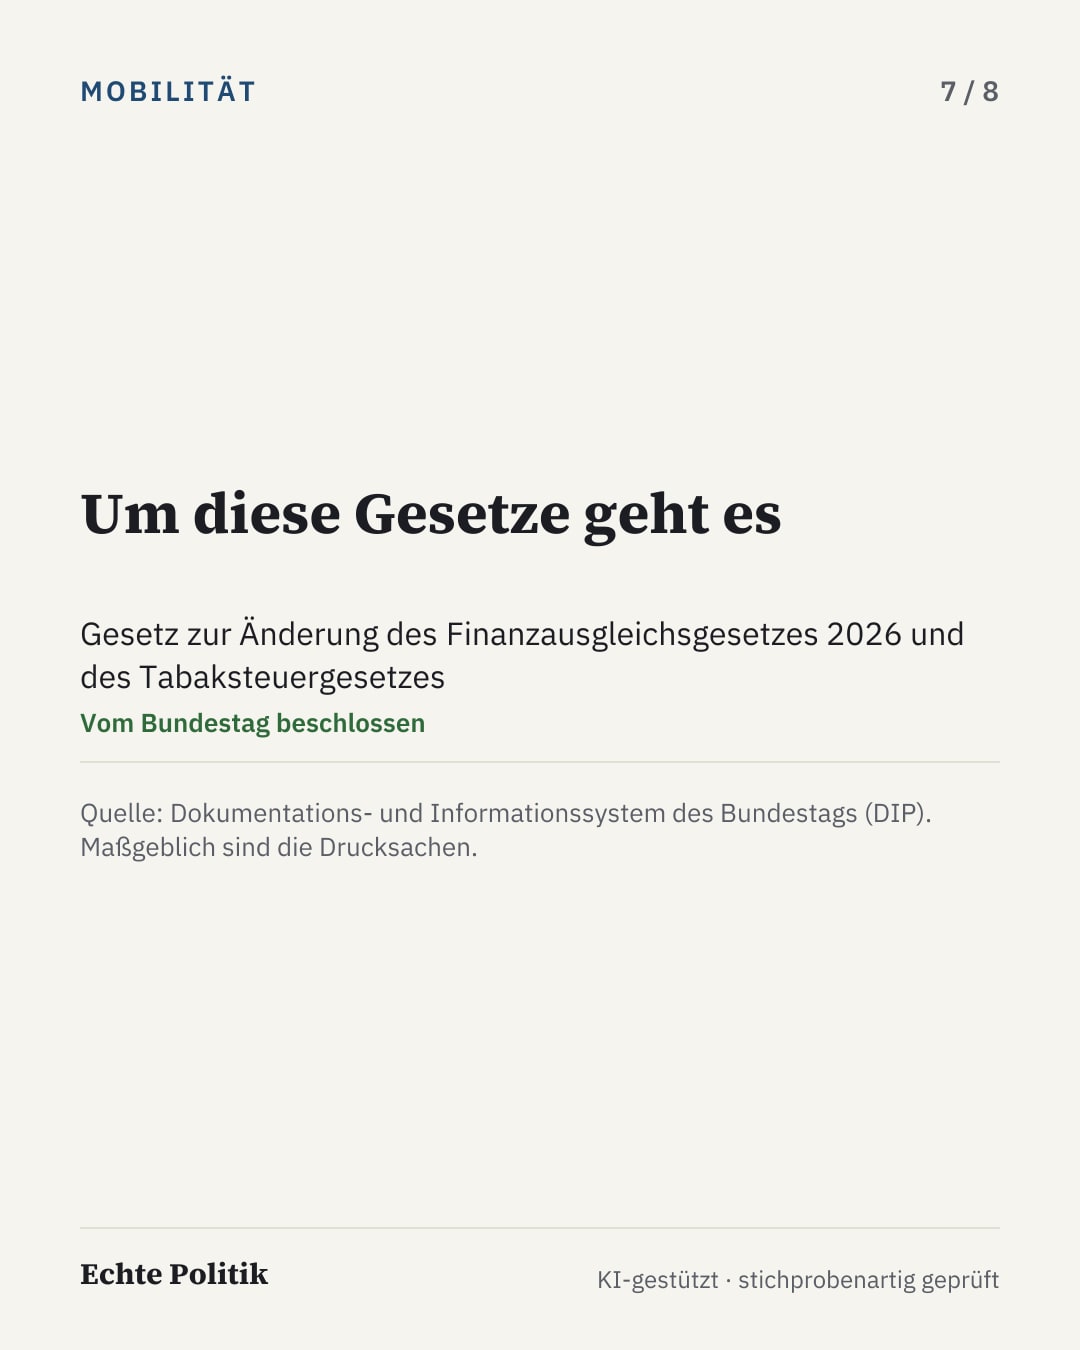 MOBILITÄT
7 / 8
Um diese Gesetze geht es
Gesetz zur Änderung des Finanzausgleichsgesetzes 2026 und
des Tabaksteuergesetzes
Vom Bundestag beschlossen
Quelle: Dokumentations- und Informationssystem des Bundestags (DIP).
Maßgeblich sind die Drucksachen.
Echte Politik
KI-gestützt · stichprobenartig geprüft